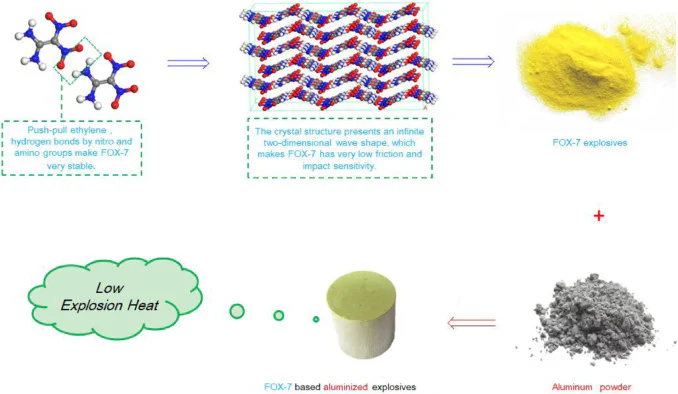 Push-pull ethylene ,
hydrogen bonds by nitro and
amino groups make FOX-7
very stable.
The crystal structure presents an infinite
two-dimensional wave shape, which
makes FOX-7 has very low friction and
impact sensitivity.
A
FOX-7 explosives
+
Low
Explosion Heat
FOX-7 based aluminized explosives
Aluminum powder